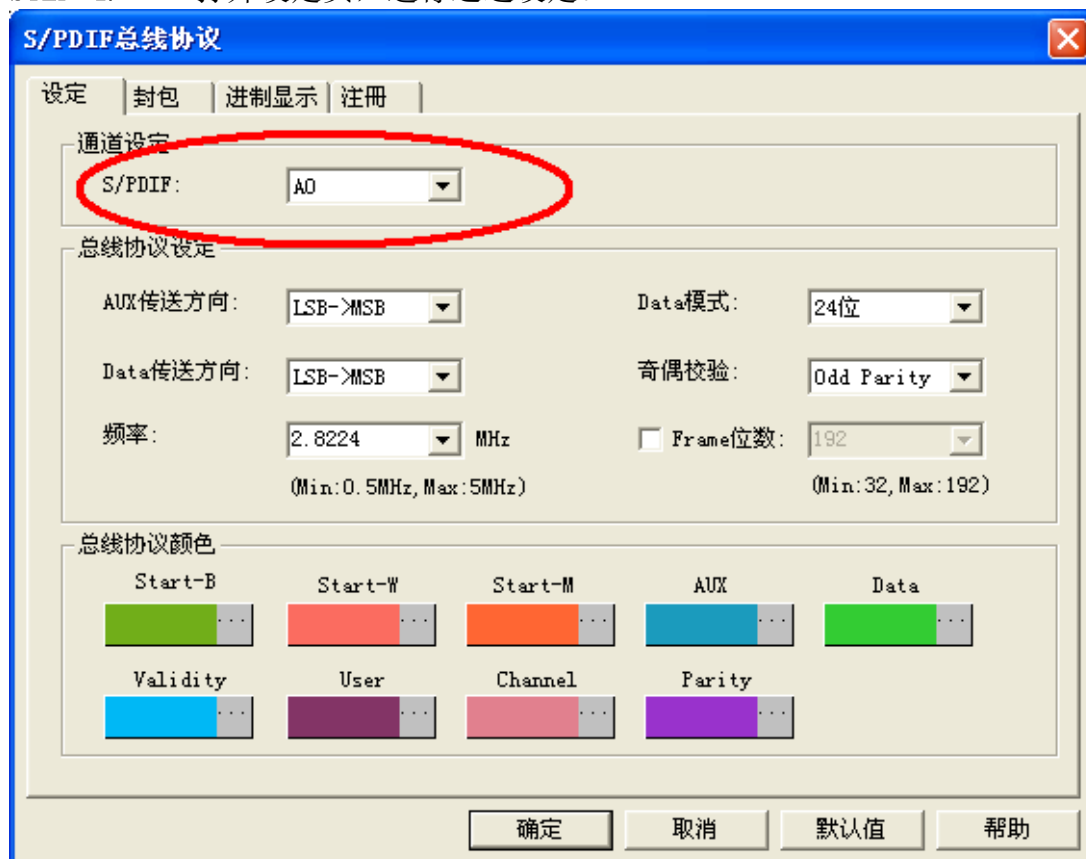 S/PDIF总线协议
设定 封包 进制显示 注册
通道设定
S/PDIF: A0
总线协议设定
AUX传送方向: LSB->MSB Data模式: 24位
Data传送方向: LSB->MSB 奇偶校验: Odd Parity
频率: 2.8224 MHz Frame位数: 192
(Min:0.5MHz,Max:5MHz) (Min:32,Max:192)
总线协议颜色
Start-B Start-W Start-M AUX Data
... ... ... ... ...
Validity User Channel Parity
... ... ... ...
确定 取消 默认值 帮助